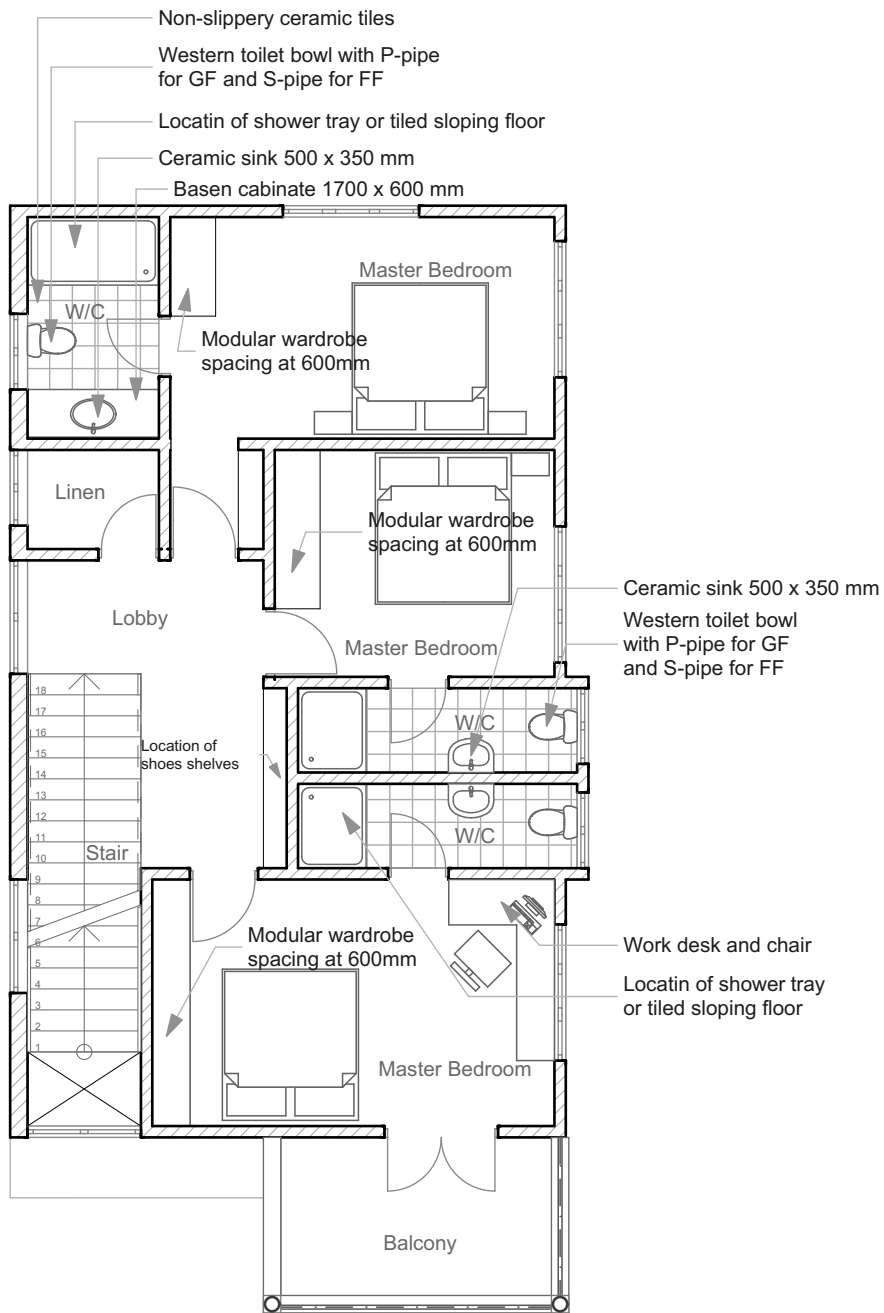 Non-slippery ceramic tiles
Western toilet bowl with P-pipe
for GF and S-pipe for FF
Locatin of shower tray or tiled sloping floor
Ceramic sink 500 x 350 mm
Basen cabinate 1700 x 600 mm
Master Bedroom
W/C
Modular wardrobe
spacing at 600mm
Linen
Modular wardrobe
spacing at 600mm
Ceramic sink 500 x 350 mm
Lobby
Master Bedroom
Western toilet bowl
with P-pipe for GF
and S-pipe for FF
18
17
16
15
14
13
12
11
10
9
8
7
6
5
4
3
2
1
W/C
Location of
shoes shelves
W/C
Stair
Modular wardrobe
spacing at 600mm
Work desk and chair
Locatin of shower tray
or tiled sloping floor
Master Bedroom
Balcony